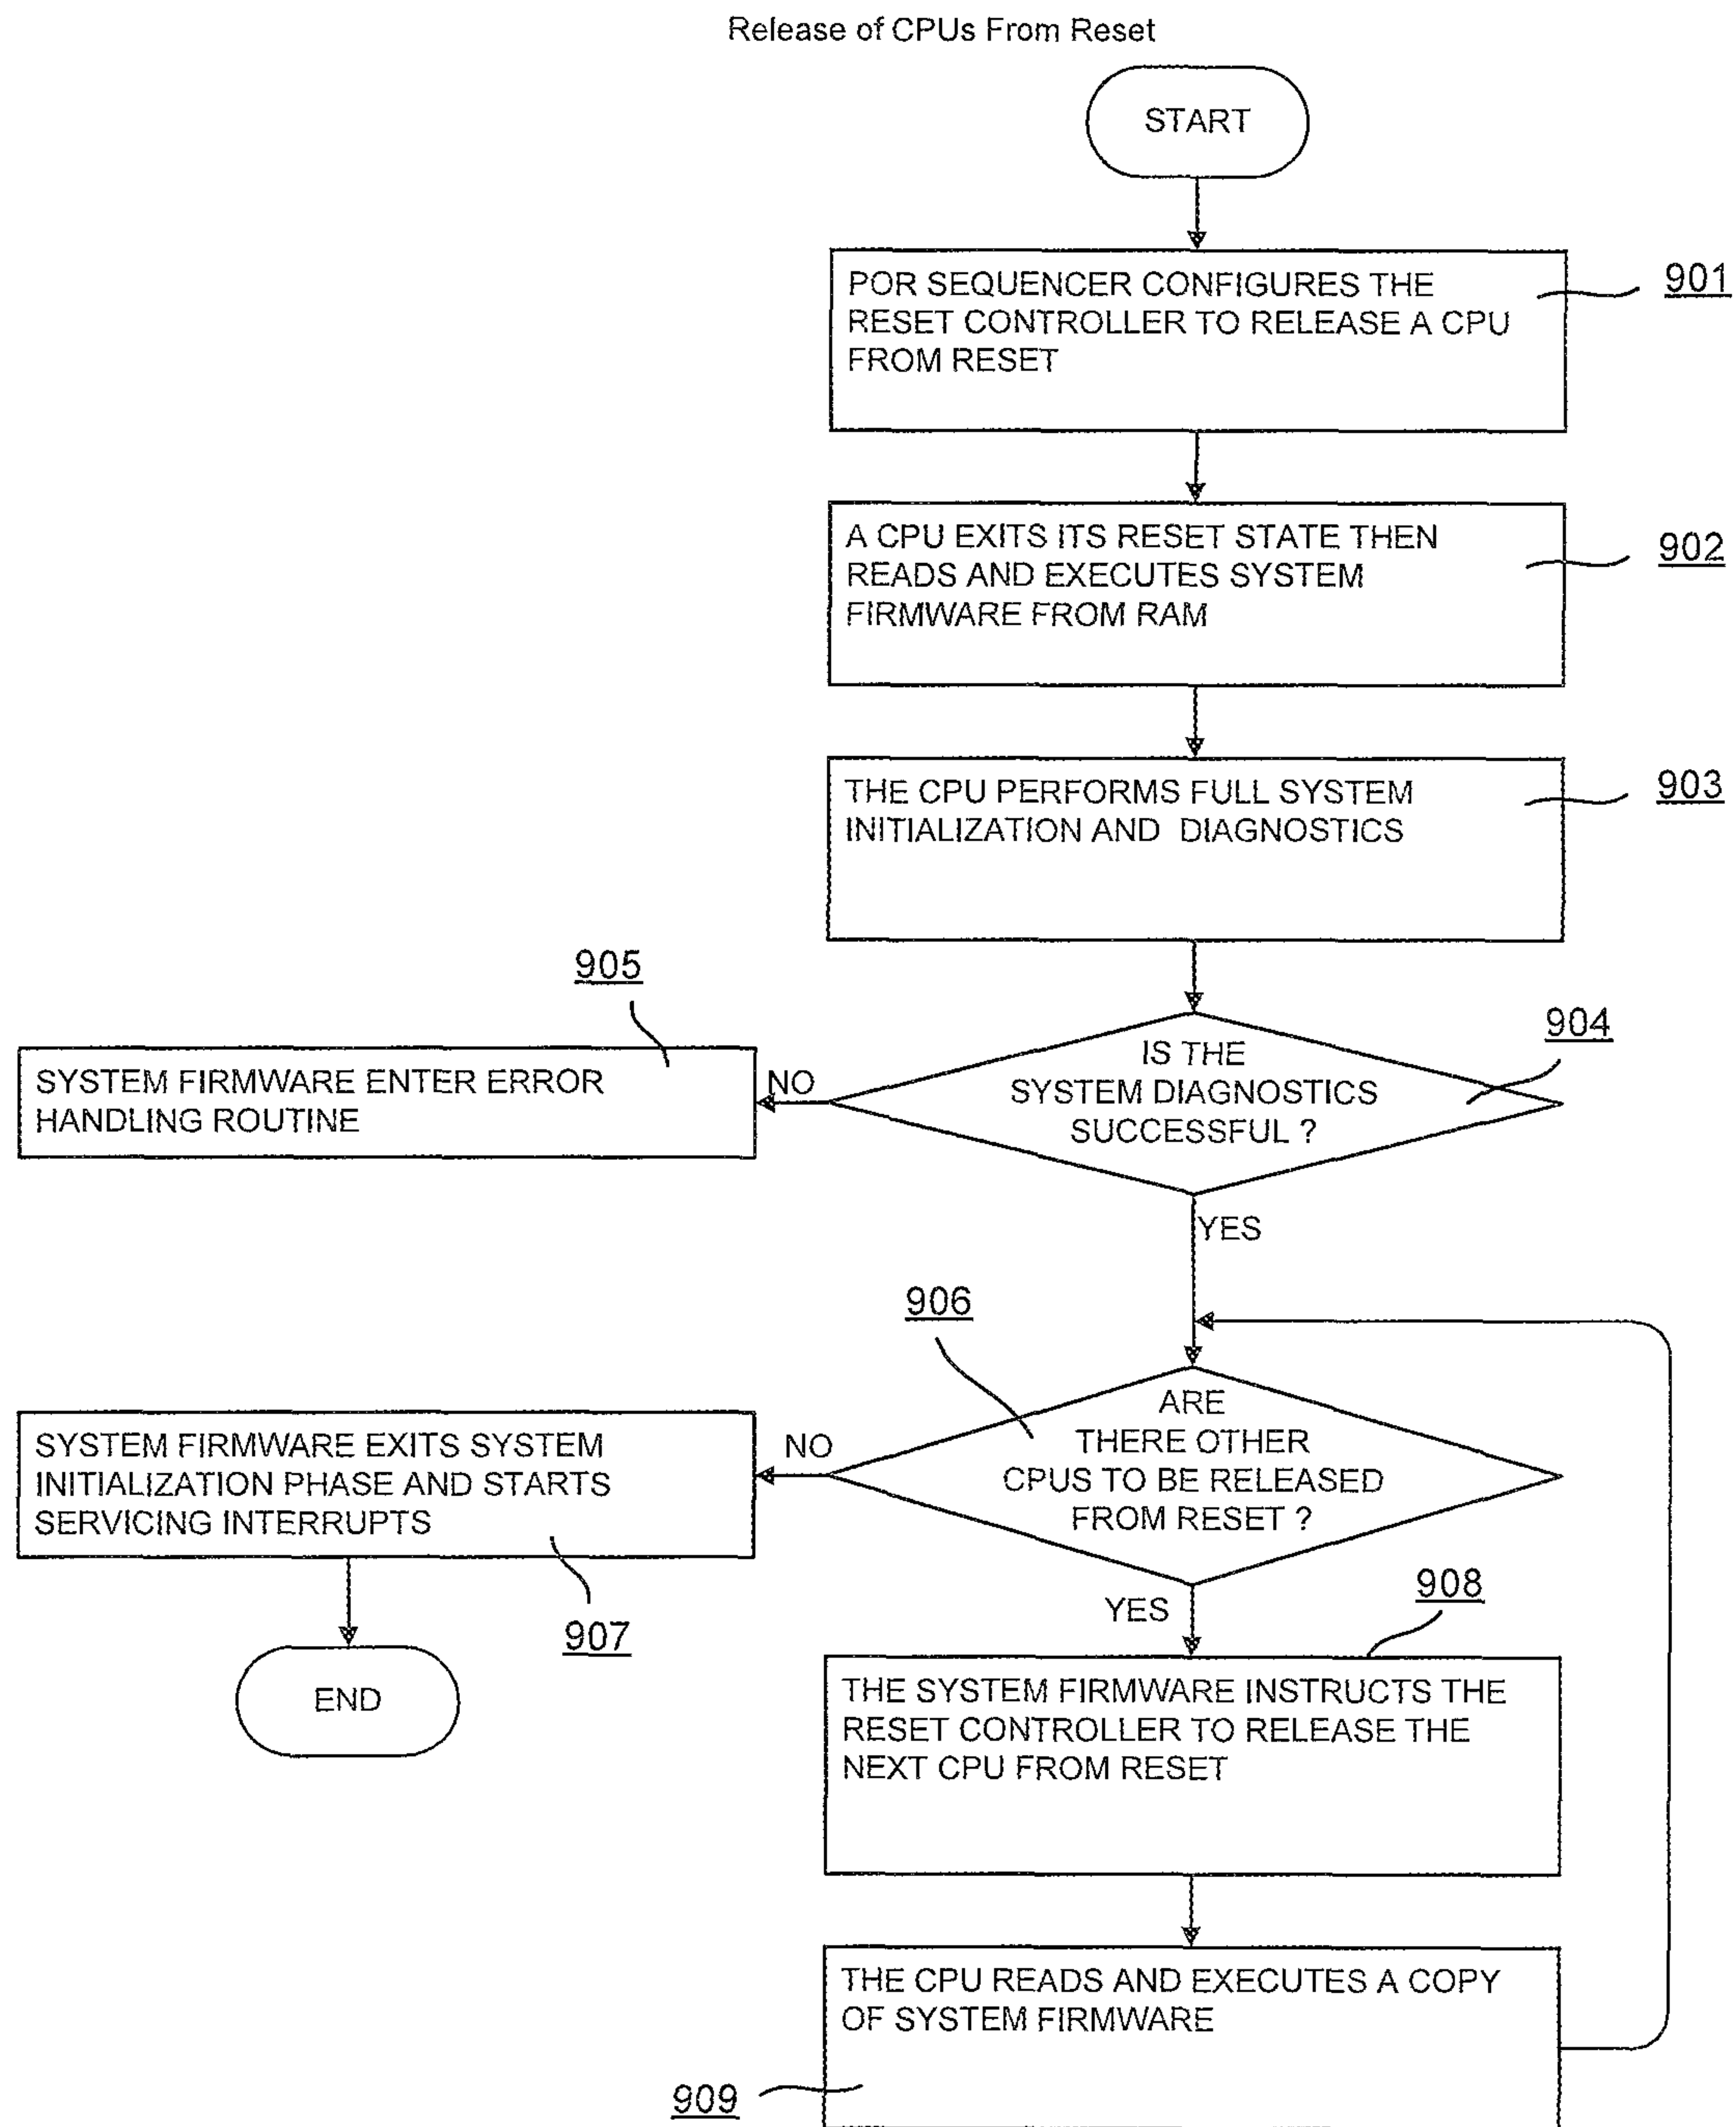 Release of CPUs From Reset
START
POR SEQUENCER CONFIGURES THE
RESET CONTROLLER TO RELEASE A CPU
FROM RESET
901
A CPU EXITS ITS RESET STATE THEN
READS AND EXECUTES SYSTEM
FIRMWARE FROM RAM
902
THE CPU PERFORMS FULL SYSTEM
INITIALIZATION AND DIAGNOSTICS
903
905
904
IS THE
SYSTEM DIAGNOSTICS
SUCCESSFUL ?
NO
SYSTEM FIRMWARE ENTER ERROR
HANDLING ROUTINE
YES
906
ARE
THERE OTHER
CPUS TO BE RELEASED
FROM RESET ?
NO
SYSTEM FIRMWARE EXITS SYSTEM
INITIALIZATION PHASE AND STARTS
SERVICING INTERRUPTS
907
END
YES
908
THE SYSTEM FIRMWARE INSTRUCTS THE
RESET CONTROLLER TO RELEASE THE
NEXT CPU FROM RESET
THE CPU READS AND EXECUTES A COPY
OF SYSTEM FIRMWARE
909